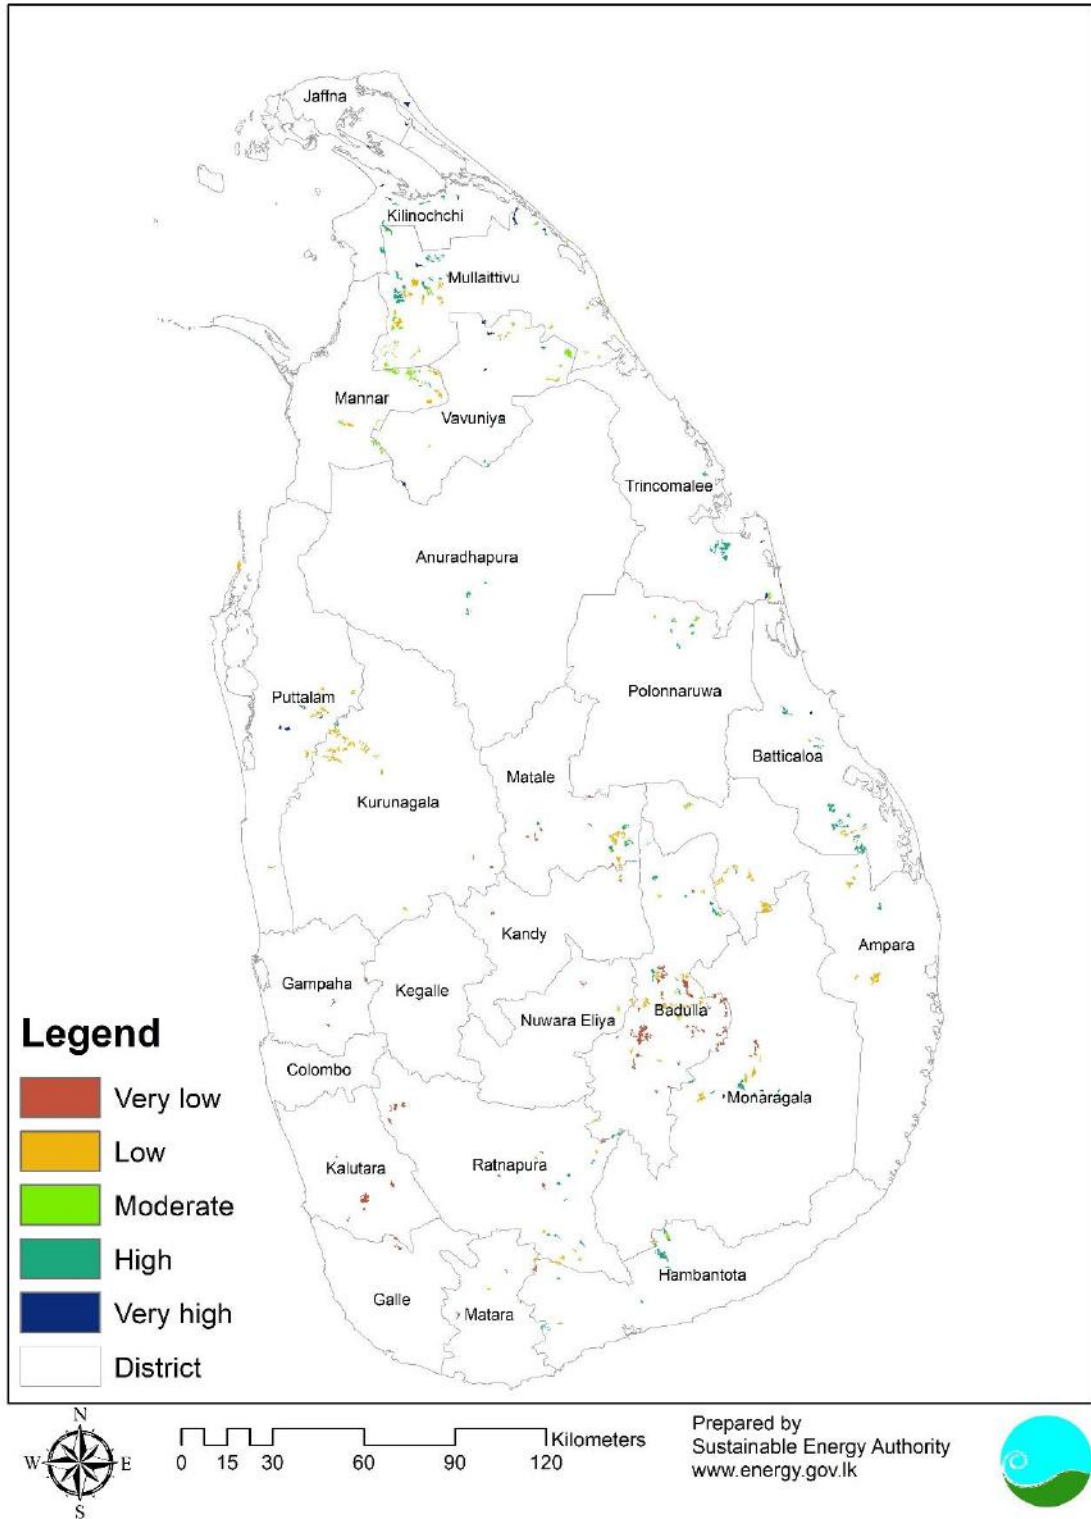 Jaffna
Kilinochchi
Mullaittivu
Mannar
Vavuniya
Trincomalee
Anuradhapura
Puttalam
Polonnaruwa
Batticaloa
Matale
Kurunagala
Kandy
Ampara
Gampaha
Kegalle
Nuwara Eliya
Badulla
Colombo
Monaragala
Kalutara
Ratnapura
Hambantota
Galle
Matara
Legend
Very low
Low
Moderate
High
Very high
District
N
W
E
S
Kilometers
0 15 30 60 90 120
Prepared by
Sustainable Energy Authority
www.energy.gov.lk